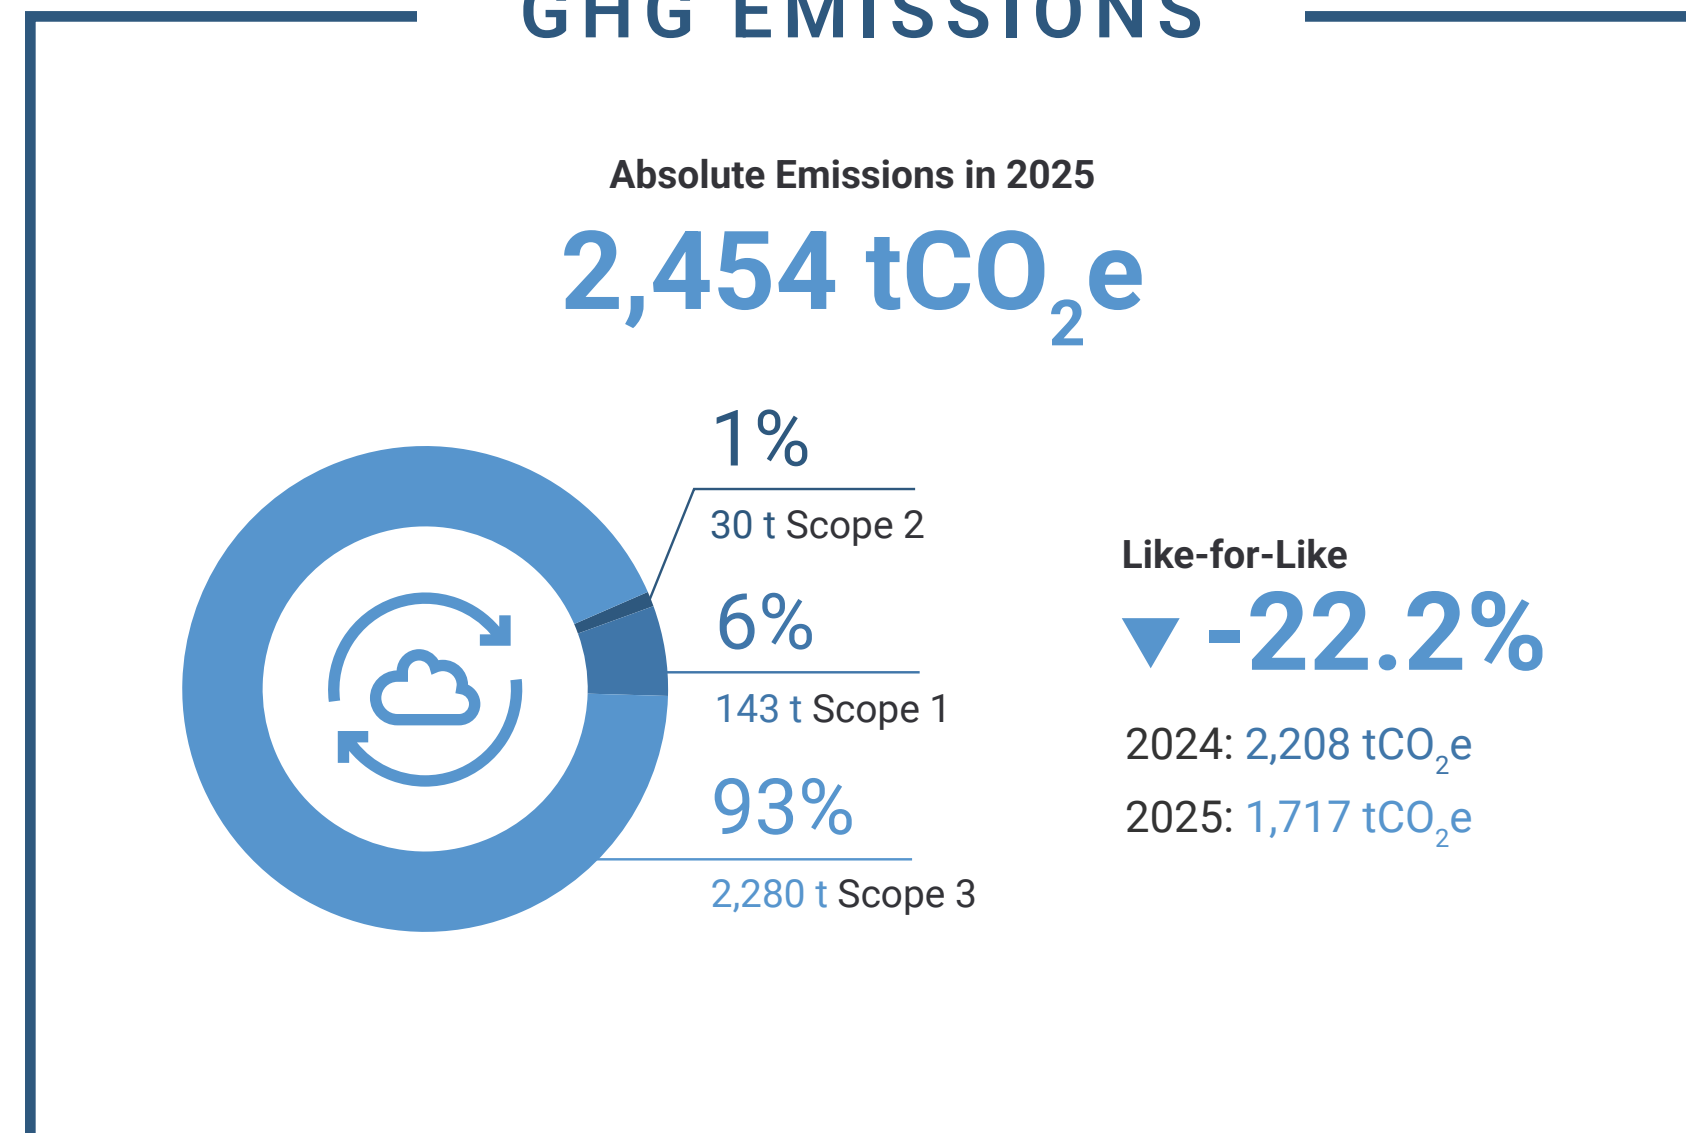 GHG EMISSIONS
Absolute Emissions in 2025
2,454 tCO₂e
1%
30 t Scope 2
6%
143 t Scope 1
93%
2,280 t Scope 3
Like-for-Like
-22.2%
2024: 2,208 tCO₂e
2025: 1,717 tCO₂e